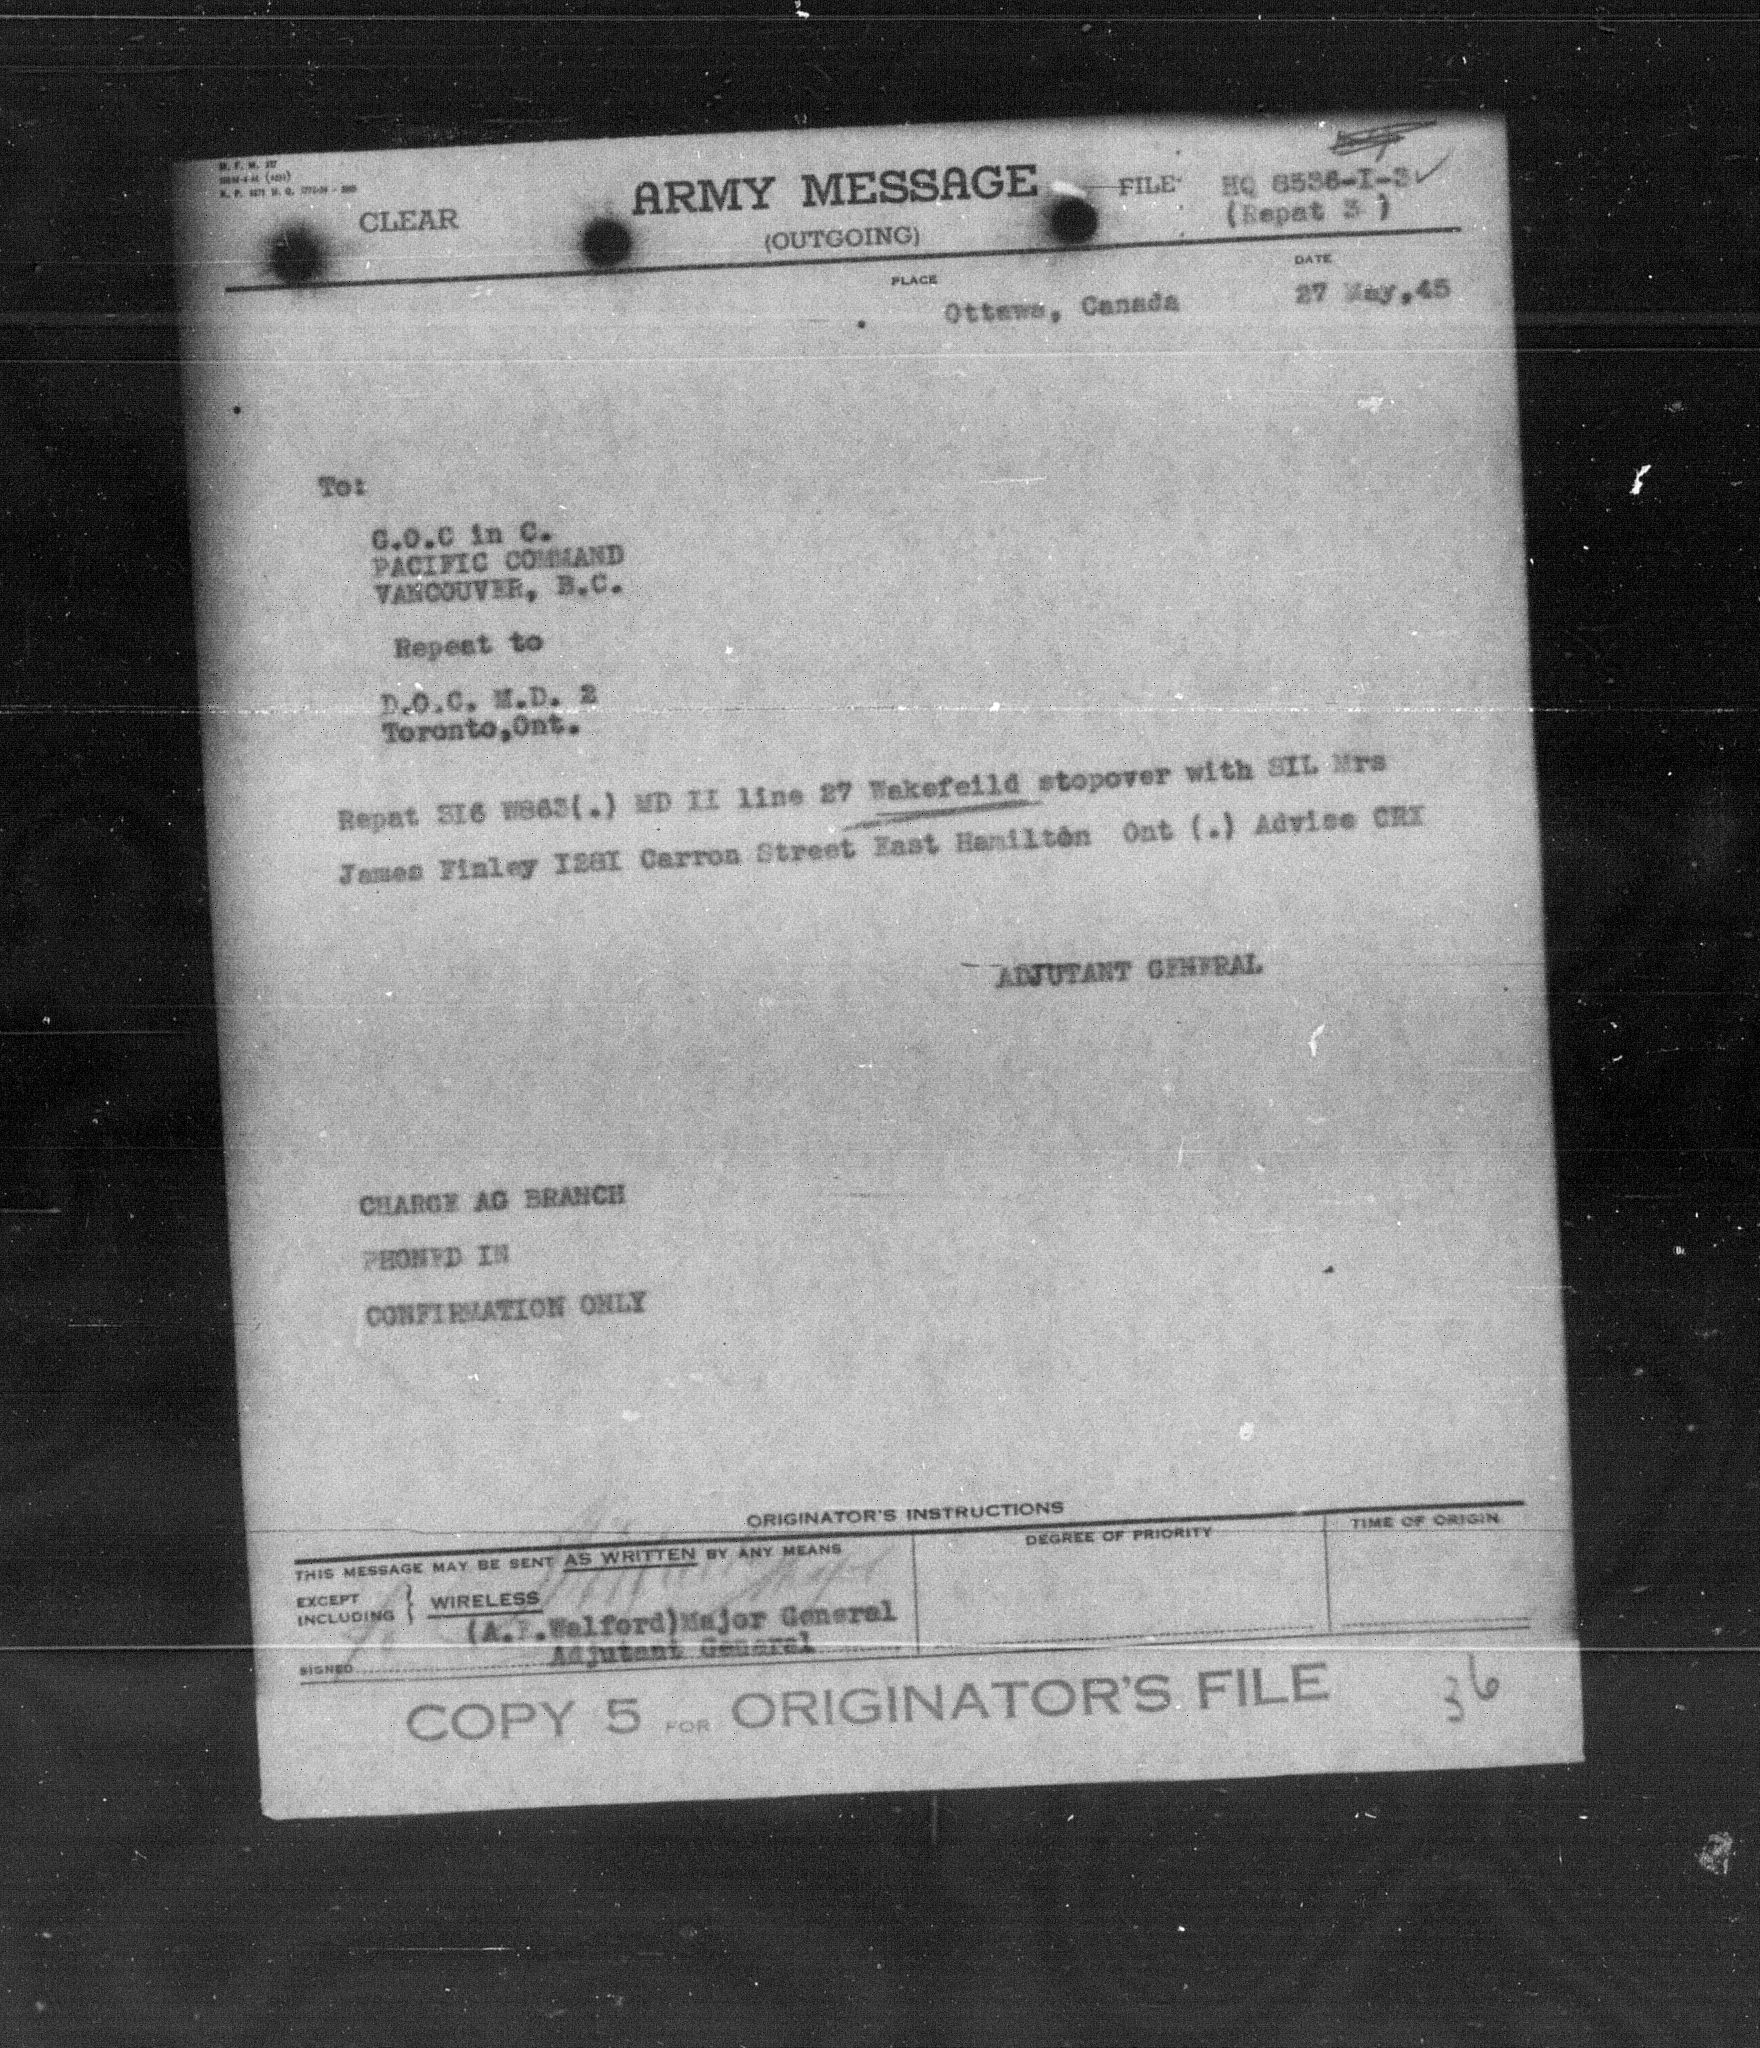 M. F. M. 217
CLEAR
ARMY MESSAGE
(OUTGOING)
FILE
HQ 8536-I-3
(Repat 3 )
PLACE
Ottawa, Canada
DATE
27 May,45
To:
G.O.C in C.
PACIFIC COMMAND
VANCOUVER, B.C.
Repeat to
D.O.C. M.D. 2
Toronto,Ont.
Repat SI6 W863(.) MD II line 27 Wakefeild stopover with SIL Mrs
James Finley I28I Carron Street East Hamilton Ont (.) Advise CRI
ADJUTANT GENERAL
CHARGE AG BRANCH
PHONED IN
CONFIRMATION ONLY
ORIGINATOR'S INSTRUCTIONS
THIS MESSAGE MAY BE SENT AS WRITTEN BY ANY MEANS
EXCEPT
INCLUDING } WIRELESS
(A.E.Walford)Major General
Adjutant General
SIGNED
DEGREE OF PRIORITY
TIME OF ORIGIN
COPY 5 FOR ORIGINATOR'S FILE
36